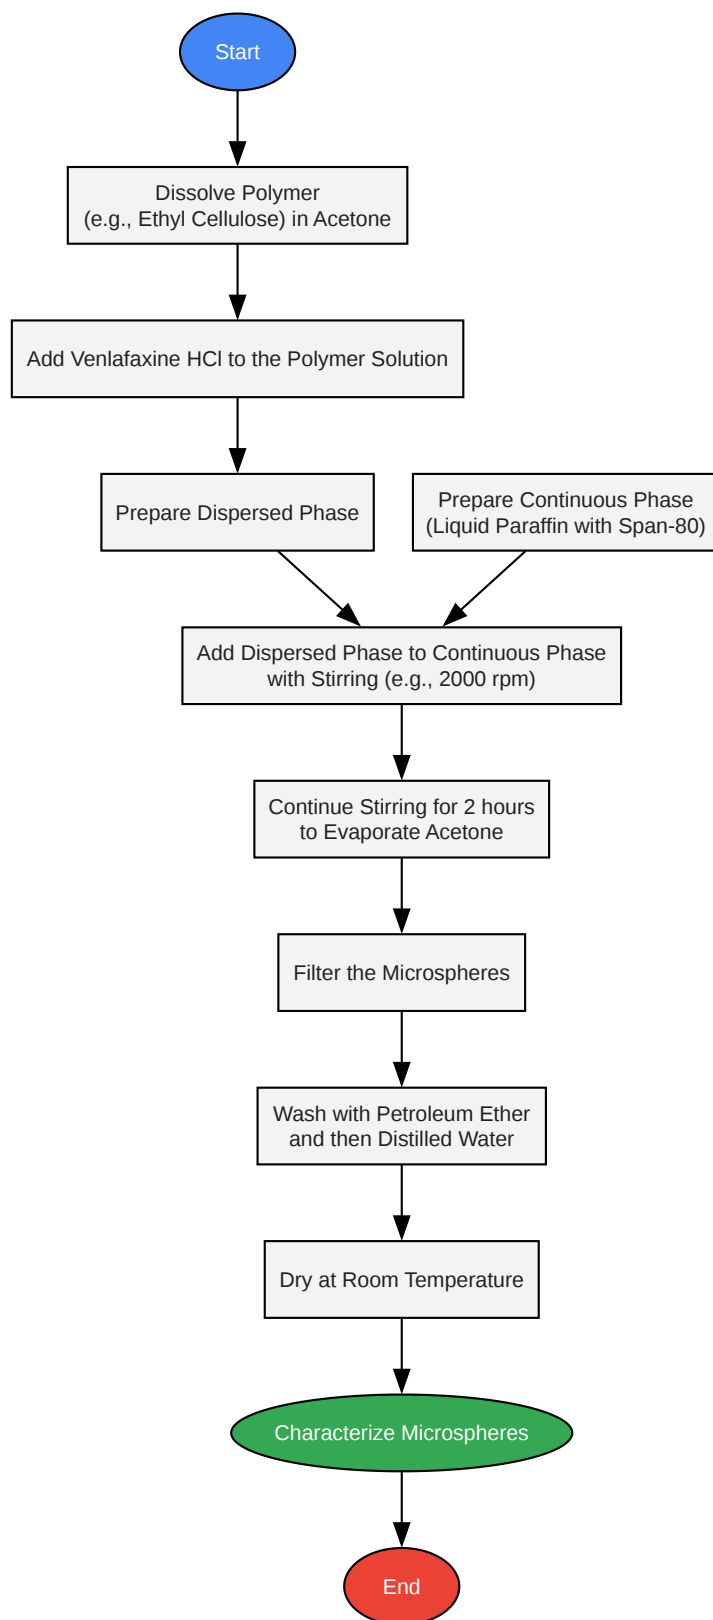 Start
Dissolve Polymer
(e.g., Ethyl Cellulose) in Acetone
Add Venlafaxine HCl to the Polymer Solution
Prepare Dispersed Phase
Prepare Continuous Phase
(Liquid Paraffin with Span-80)
Add Dispersed Phase to Continuous Phase
with Stirring (e.g., 2000 rpm)
Continue Stirring for 2 hours
to Evaporate Acetone
Filter the Microspheres
Wash with Petroleum Ether
and then Distilled Water
Dry at Room Temperature
Characterize Microspheres
End